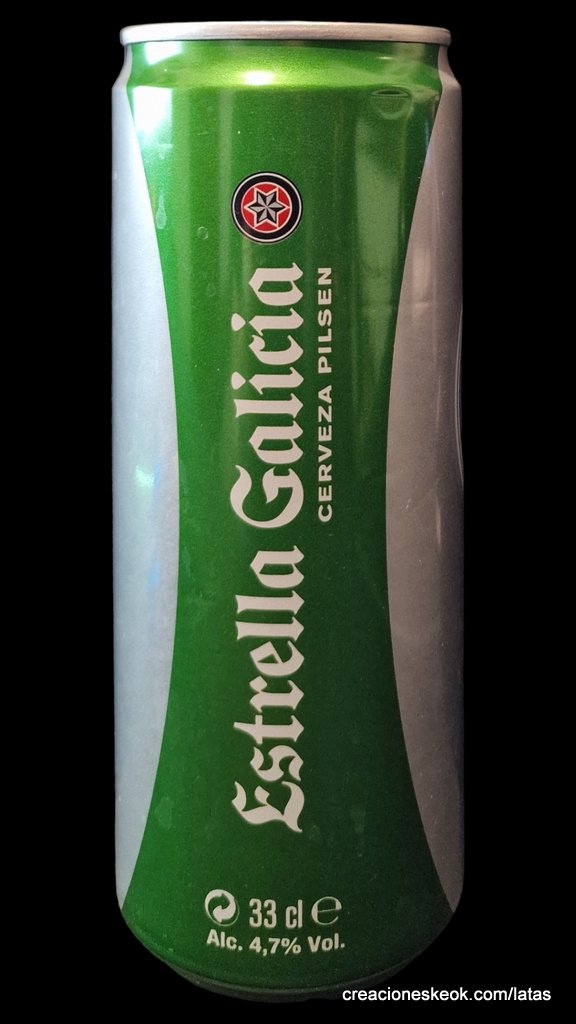 Estrella Galicia
CERVEZA PILSEN
33 cl ℮
Alc. 4,7% Vol.
creacioneskeok.com/latas